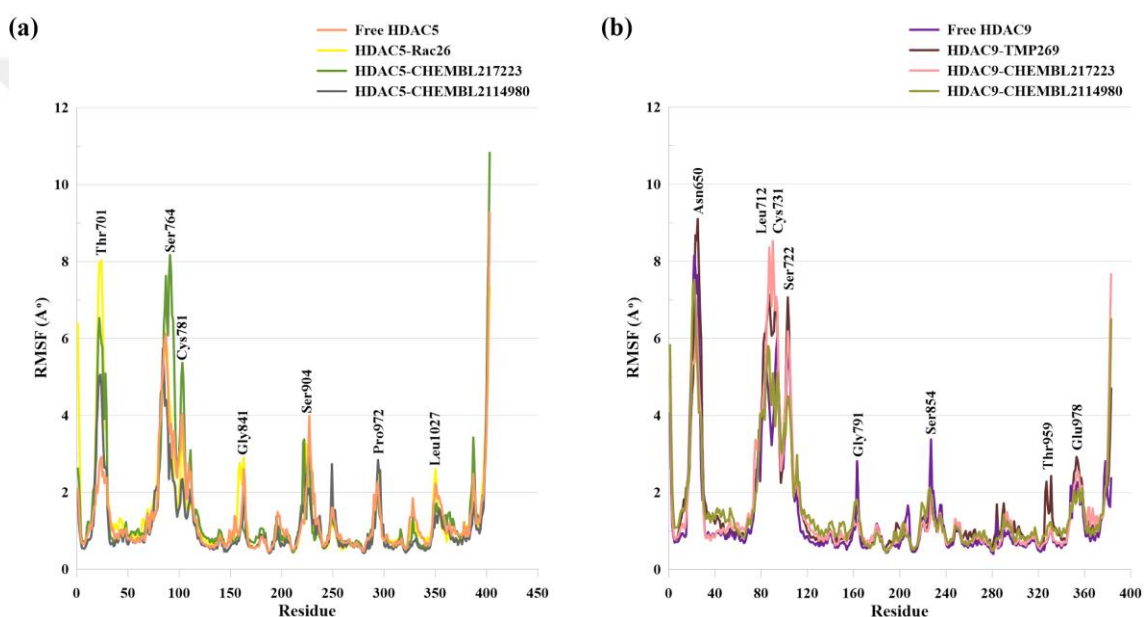 (a)
Free HDAC5
HDAC5-Rac26
HDAC5-CHEMBL217223
HDAC5-CHEMBL2114980
RMSF (A°)
12
10
8
6
4
2
0
Thr701
Ser764
Cys781
Gly841
Ser904
Pro972
Leu1027
0 50 100 150 200 250 300 350 400 450
Residue
(b)
Free HDAC9
HDAC9-TMP269
HDAC9-CHEMBL217223
HDAC9-CHEMBL2114980
RMSF (A°)
12
10
8
6
4
2
0
Asn650
Leu712
Cys731
Ser722
Gly791
Ser854
Thr959
Glu978
0 40 80 120 160 200 240 280 320 360 400
Residue